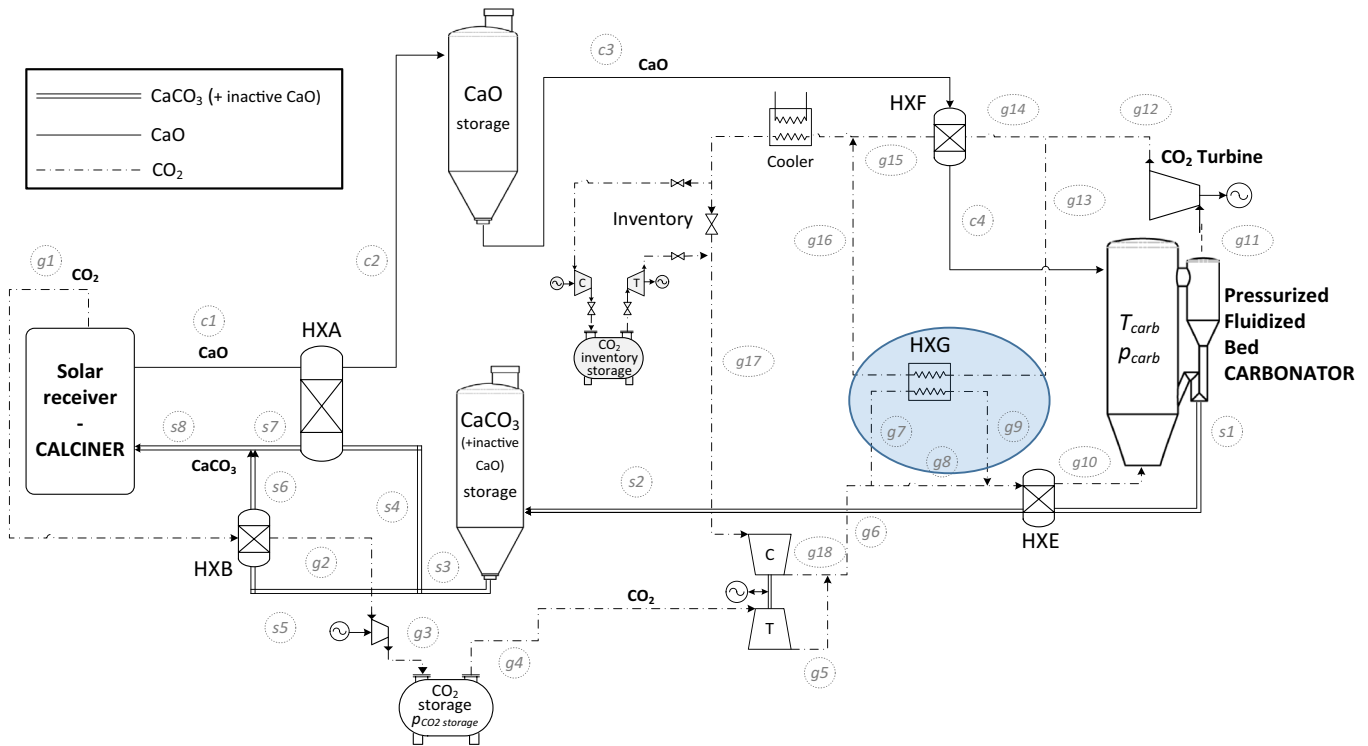 CaCO₃ (+ inactive CaO)
CaO
CO₂
CaO
storage
c3
CaO
HXF
g14
g12
Cooler
g15
CO₂ Turbine
g13
g11
Inventory
c2
c4
g16
g1
CO₂
c1
CaO
HXA
C
T
CO₂
inventory
storage
g17
HXG
T carb
p carb
Pressurized
Fluidized
Bed
CARBONATOR
Solar
receiver
-
CALCINER
s8
s7
CaCO₃
CaCO₃
(+inactive
CaO)
storage
g7
g9
g8
g10
s1
s6
s4
s2
g6
HXE
HXB
g2
s3
C
g18
s5
g3
g4
CO₂
T
g5
CO₂
storage
p CO2 storage